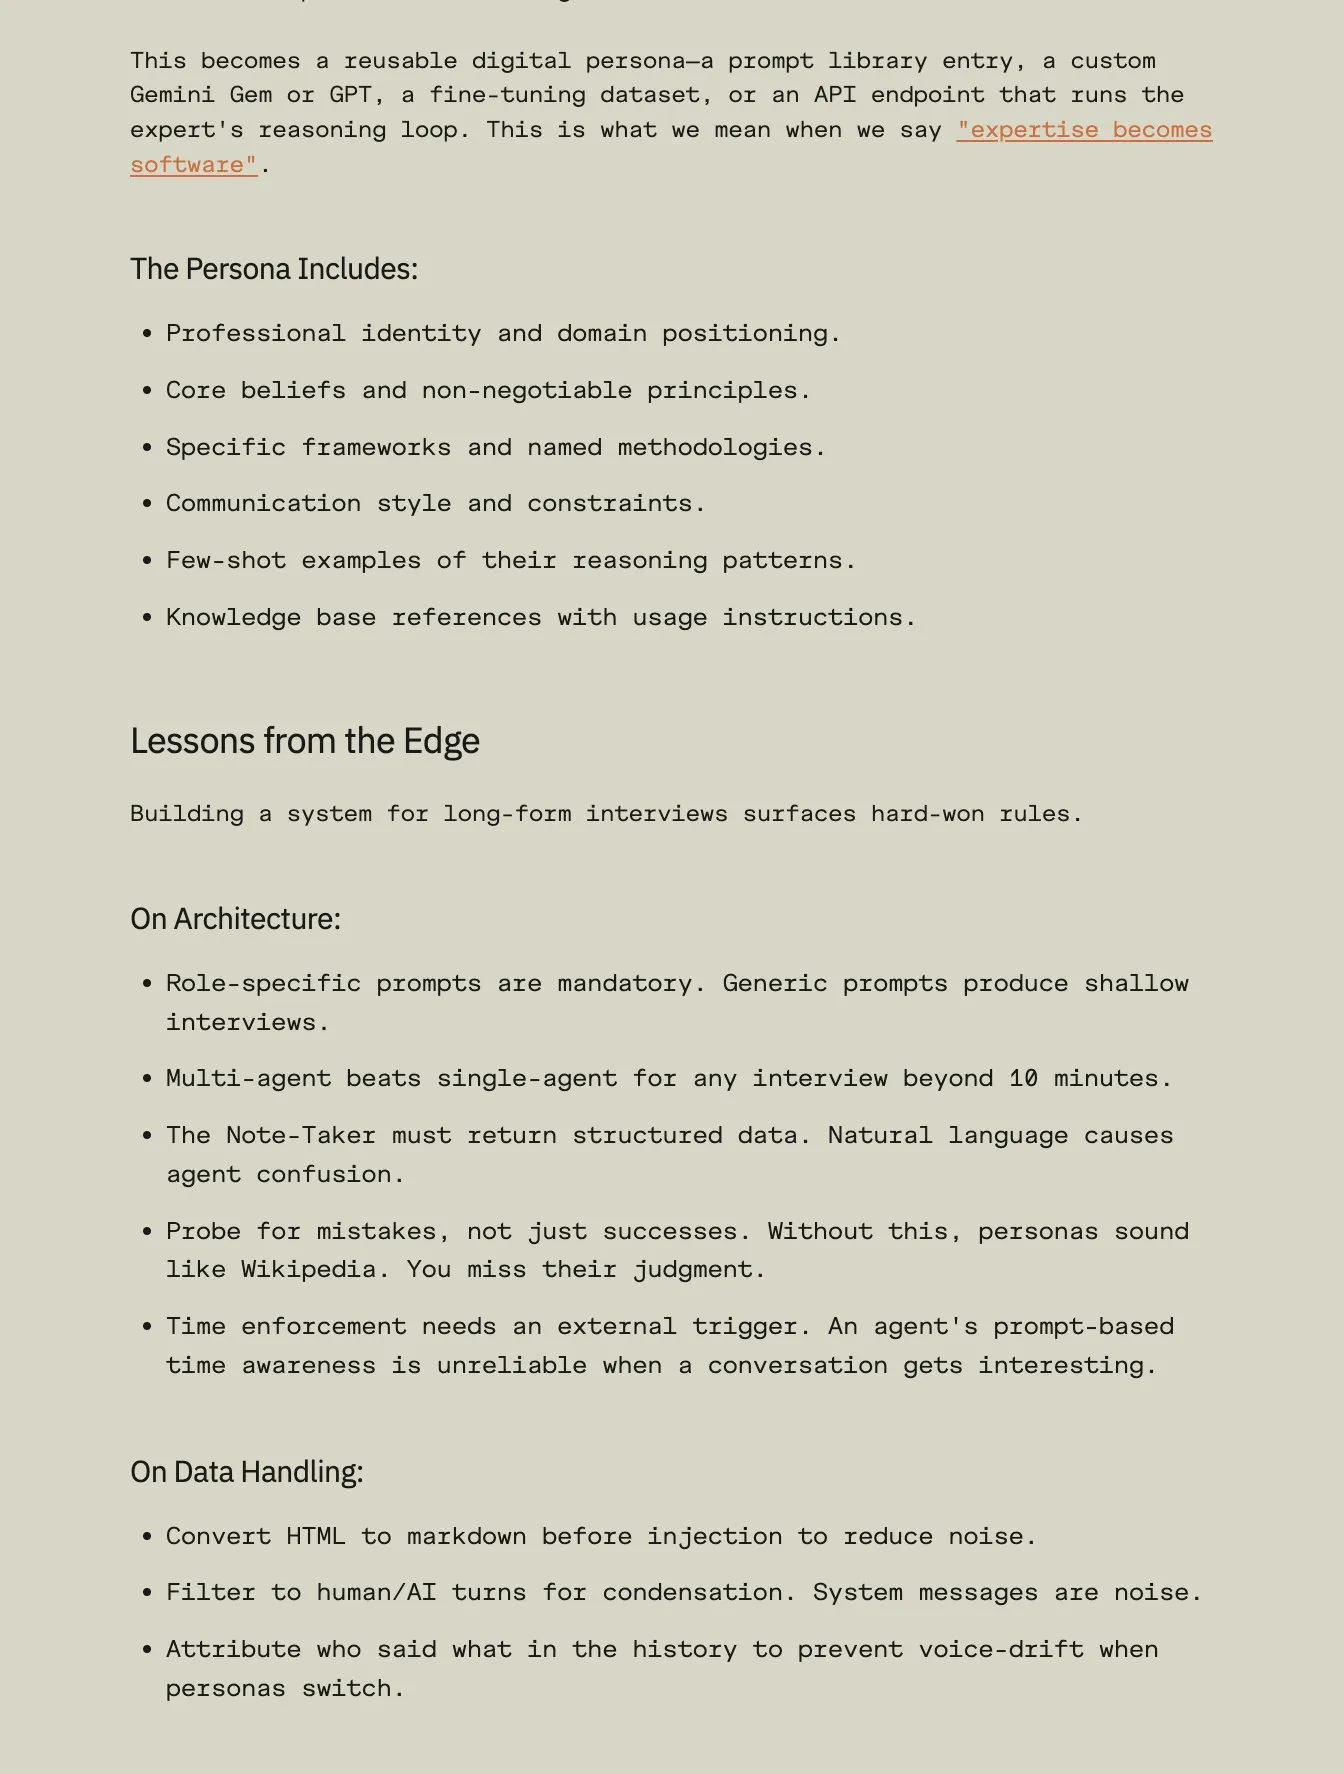 This becomes a reusable digital persona—a prompt library entry, a custom
Gemini Gem or GPT, a fine-tuning dataset, or an API endpoint that runs the
expert's reasoning loop. This is what we mean when we say "expertise becomes
software".
The Persona Includes:
• Professional identity and domain positioning.
• Core beliefs and non-negotiable principles.
• Specific frameworks and named methodologies.
• Communication style and constraints.
• Few-shot examples of their reasoning patterns.
• Knowledge base references with usage instructions.
Lessons from the Edge
Building a system for long-form interviews surfaces hard-won rules.
On Architecture:
• Role-specific prompts are mandatory. Generic prompts produce shallow
interviews.
• Multi-agent beats single-agent for any interview beyond 10 minutes.
• The Note-Taker must return structured data. Natural language causes
agent confusion.
• Probe for mistakes, not just successes. Without this, personas sound
like Wikipedia. You miss their judgment.
• Time enforcement needs an external trigger. An agent's prompt-based
time awareness is unreliable when a conversation gets interesting.
On Data Handling:
• Convert HTML to markdown before injection to reduce noise.
• Filter to human/AI turns for condensation. System messages are noise.
• Attribute who said what in the history to prevent voice-drift when
personas switch.